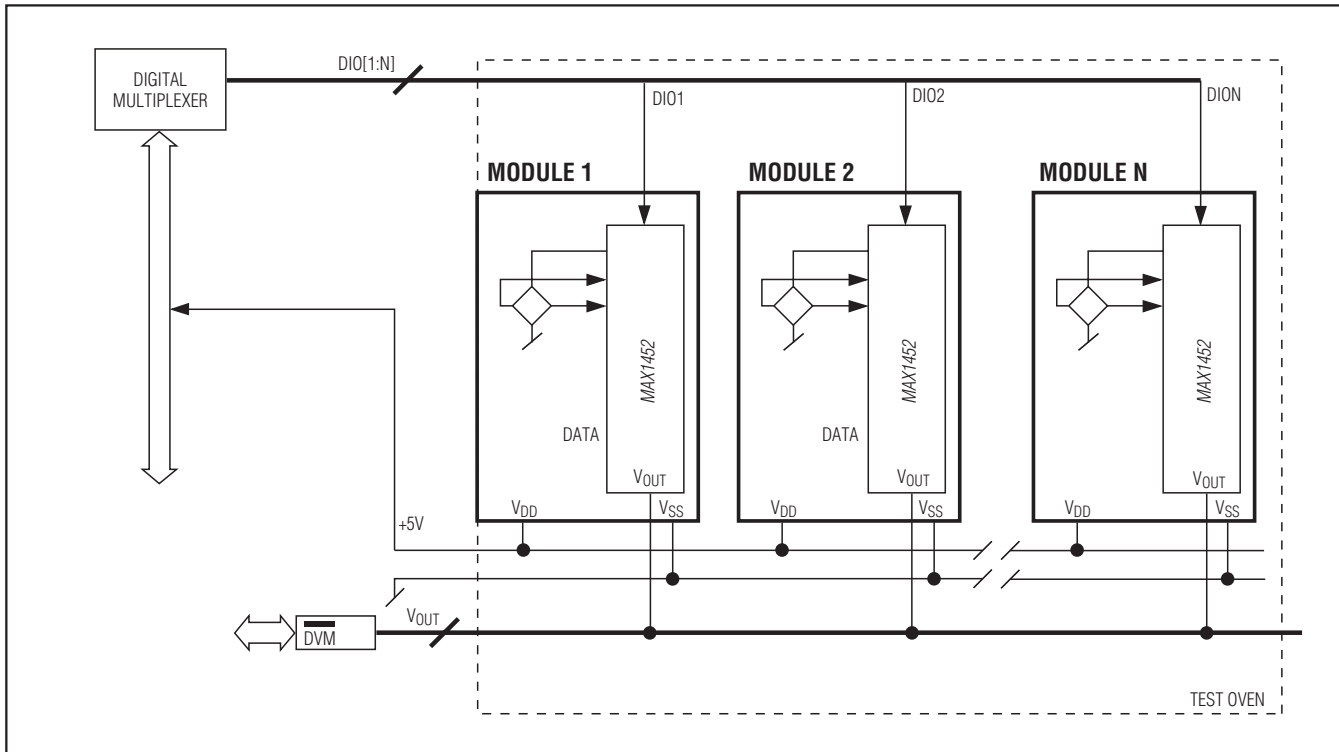 DIGITAL
MULTIPLEXER
DIO[1:N]
DIO1
DIO2
DION
MODULE 1
MODULE 2
MODULE N
MAX1452
MAX1452
MAX1452
DATA
DATA
VOUT
VOUT
VOUT
VDD
VSS
VDD
VSS
VDD
VSS
+5V
VOUT
DVM
TEST OVEN